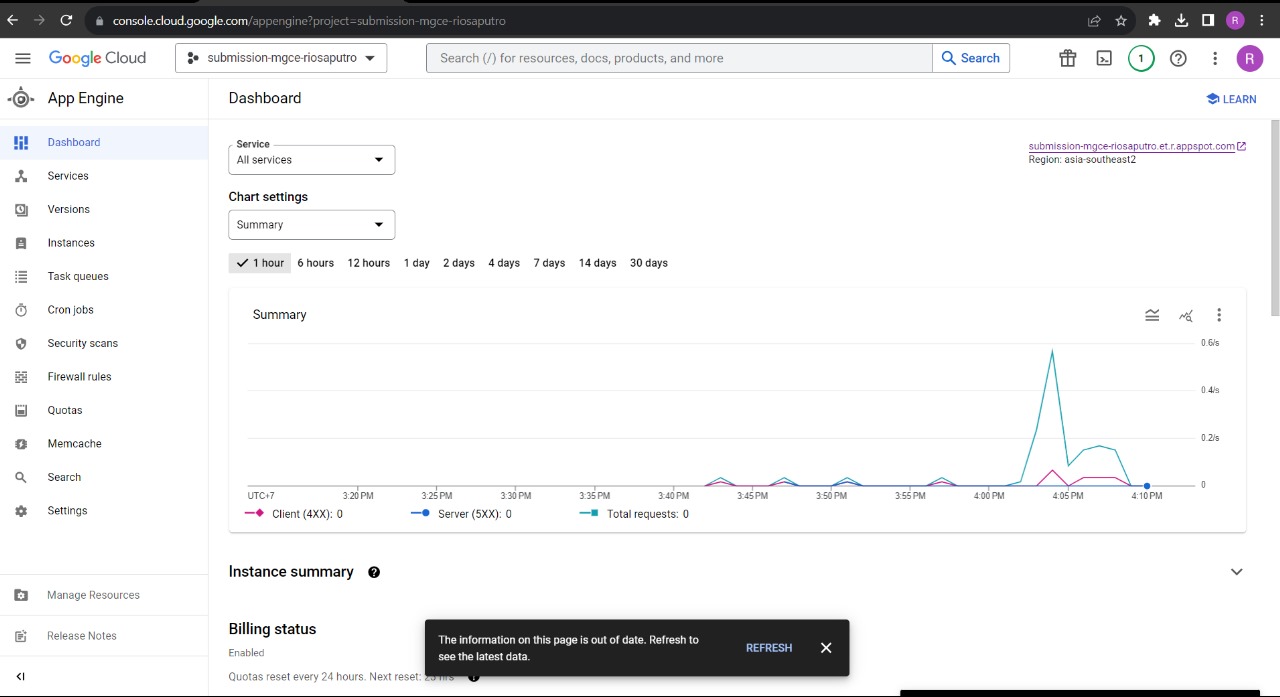 console.cloud.google.com/appengine?project=submission-mgce-riosaputro
R
Google Cloud
submission-mgce-riosaputro
Search (/) for resources, docs, products, and more
Search
1
R
App Engine
Dashboard
LEARN
Dashboard
Services
Versions
Instances
Task queues
Cron jobs
Security scans
Firewall rules
Quotas
Memcache
Search
Settings
Manage Resources
Release Notes
Service
All services
submission-mgce-riosaputro.et.r.appspot.com
Region: asia-southeast2
Chart settings
Summary
1 hour 6 hours 12 hours 1 day 2 days 4 days 7 days 14 days 30 days
Summary
0.6/s
0.4/s
0.2/s
0
UTC+7 3:20 PM 3:25 PM 3:30 PM 3:35 PM 3:40 PM 3:45 PM 3:50 PM 3:55 PM 4:00 PM 4:05 PM 4:10 PM
Client (4XX): 0 Server (5XX): 0 Total requests: 0
Instance summary
Billing status
Enabled
Quotas reset every 24 hours. Next reset:
The information on this page is out of date. Refresh to
see the latest data.
REFRESH